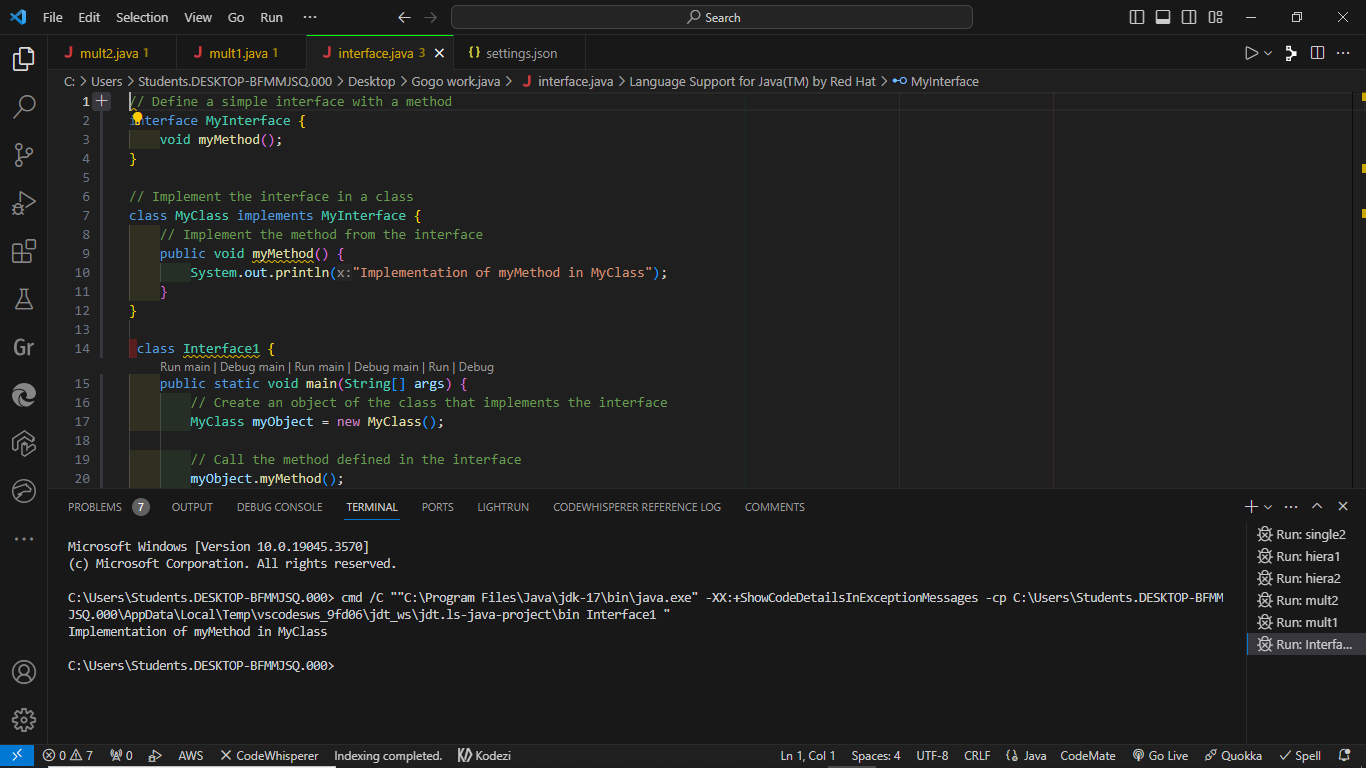 File Edit Selection View Go Run ··· Search
mult2.java 1 mult1.java 1 interface.java 3 settings.json
C: > Users > Students.DESKTOP-BFMMJSQ.000 > Desktop > Gogo work.java > interface.java > Language Support for Java(TM) by Red Hat > MyInterface
1 // Define a simple interface with a method
2 interface MyInterface {
3 void myMethod();
4 }
5
6 // Implement the interface in a class
7 class MyClass implements MyInterface {
8 // Implement the method from the interface
9 public void myMethod() {
10 System.out.println(x:"Implementation of myMethod in MyClass");
11 }
12 }
13
14 class Interface1 {
Run main | Debug main | Run main | Debug main | Run | Debug
15 public static void main(String[] args) {
16 // Create an object of the class that implements the interface
17 MyClass myObject = new MyClass();
18
19 // Call the method defined in the interface
20 myObject.myMethod();
Gr
PROBLEMS 7 OUTPUT DEBUG CONSOLE TERMINAL PORTS LIGHTRUN CODEWHISPERER REFERENCE LOG COMMENTS
Microsoft Windows [Version 10.0.19045.3570]
(c) Microsoft Corporation. All rights reserved.
C:\Users\Students.DESKTOP-BFMMJSQ.000> cmd /C ""C:\Program Files\Java\jdk-17\bin\java.exe" -XX:+ShowCodeDetailsInExceptionMessages -cp C:\Users\Students.DESKTOP-BFMM
JSQ.000\AppData\Local\Temp\vscodesws_9fd06\jdt_ws\jdt.ls-java-project\bin Interface1 "
Implementation of myMethod in MyClass
C:\Users\Students.DESKTOP-BFMMJSQ.000>
Run: single2
Run: hiera1
Run: hiera2
Run: mult2
Run: mult1
Run: Interfa...
0 7 0 AWS CodeWhisperer Indexing completed. Kodezi Ln 1, Col 1 Spaces: 4 UTF-8 CRLF {} Java CodeMate Go Live Quokka Spell